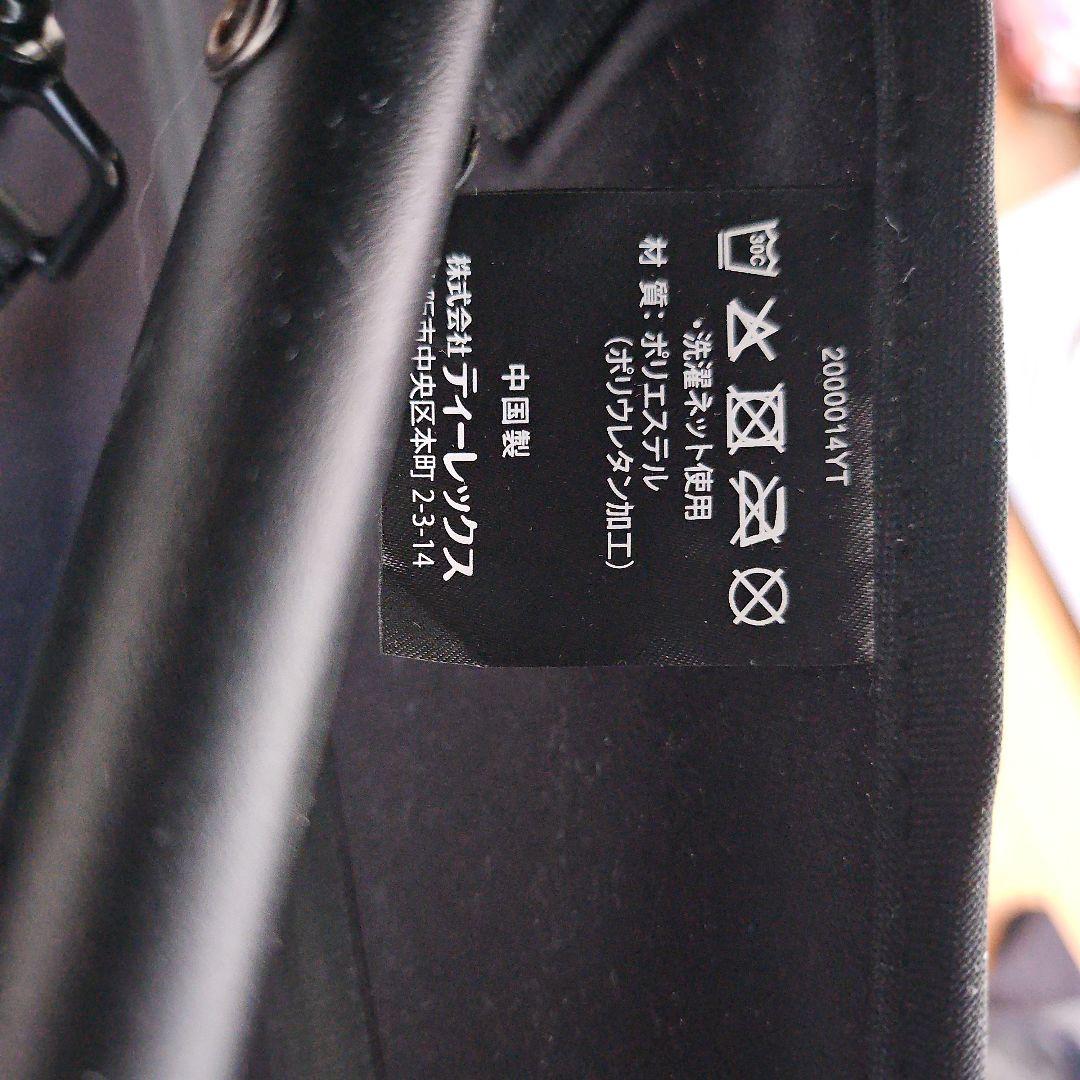 2000014YT
30C
・洗濯ネット使用
材 質：ポリエステル
（ポリウレタン加工）
中国製
株式会社ティーレックス
市中央区本町 2-3-14